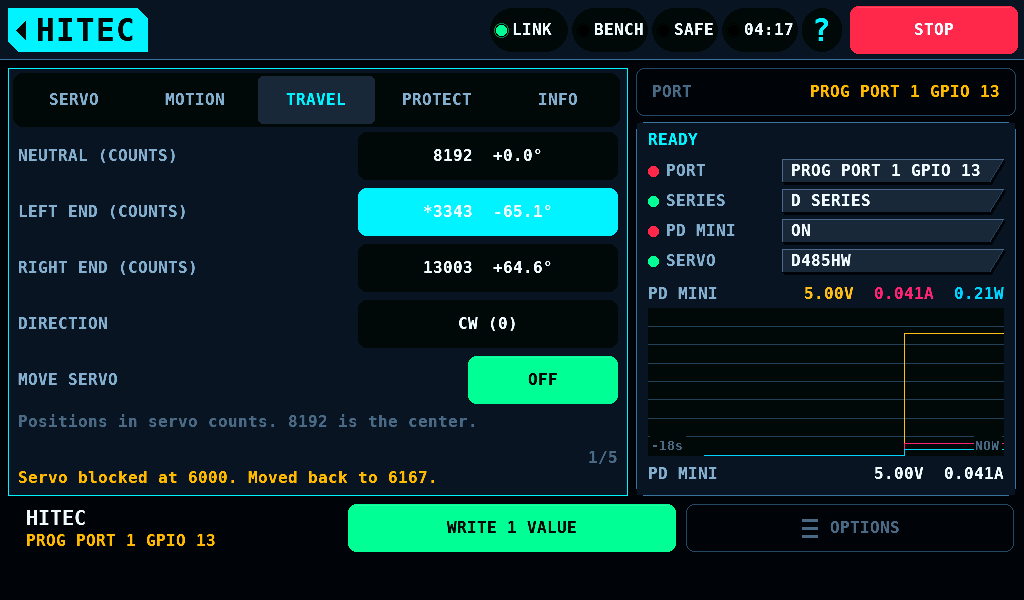 HITEC
LINK BENCH SAFE 04:17 ? STOP
SERVO MOTION TRAVEL PROTECT INFO
NEUTRAL (COUNTS) 8192 +0.0°
LEFT END (COUNTS) *3343 -65.1°
RIGHT END (COUNTS) 13003 +64.6°
DIRECTION CW (0)
MOVE SERVO OFF
Positions in servo counts. 8192 is the center.
1/5
Servo blocked at 6000. Moved back to 6167.
PORT PROG PORT 1 GPIO 13
READY
PORT PROG PORT 1 GPIO 13
SERIES D SERIES
PD MINI ON
SERVO D485HW
PD MINI 5.00V 0.041A 0.21W
-18s NOW
PD MINI 5.00V 0.041A
HITEC
PROG PORT 1 GPIO 13
WRITE 1 VALUE
OPTIONS